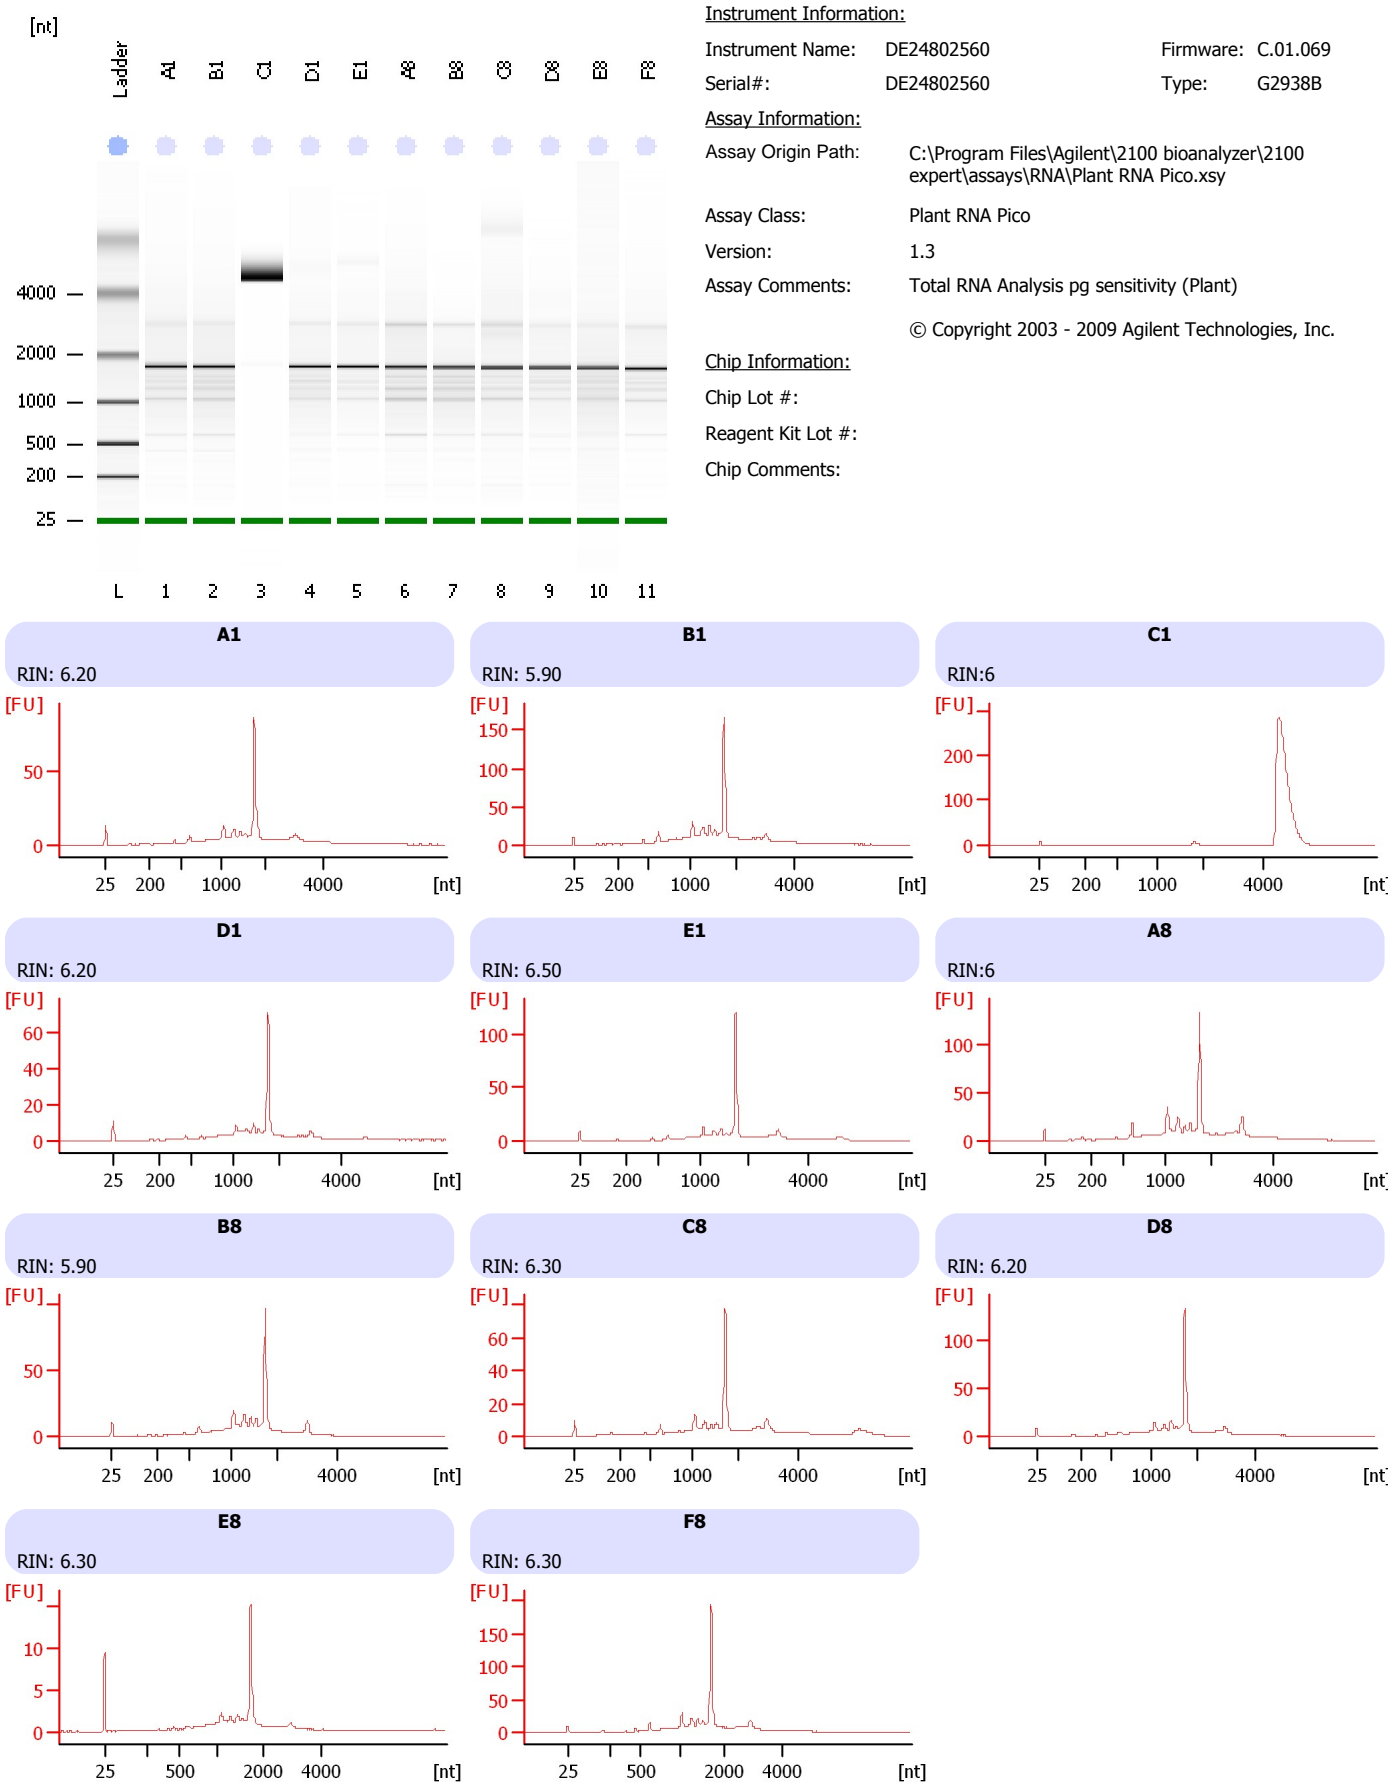 [nt]
Ladder
A1
B1
C1
D1
E1
A8
B8
C8
D8
E8
F8
4000
2000
1000
500
200
25
L 1 2 3 4 5 6 7 8 9 10 11
Instrument Information:
Instrument Name: DE24802560 Firmware: C.01.069
Serial#: DE24802560 Type: G2938B
Assay Information:
Assay Origin Path: C:\Program Files\Agilent\2100 bioanalyzer\2100
expert\assays\RNA\Plant RNA Pico.xsy
Assay Class: Plant RNA Pico
Version: 1.3
Assay Comments: Total RNA Analysis pg sensitivity (Plant)
© Copyright 2003 - 2009 Agilent Technologies, Inc.
Chip Information:
Chip Lot #:
Reagent Kit Lot #:
Chip Comments:
A1
RIN: 6.20
[FU]
50
0
25 200 1000 4000 [nt]
B1
RIN: 5.90
[FU]
150
100
50
0
25 200 1000 4000 [nt]
C1
RIN:6
[FU]
200
100
0
25 200 1000 4000 [nt]
D1
RIN: 6.20
[FU]
60
40
20
0
25 200 1000 4000 [nt]
E1
RIN: 6.50
[FU]
100
50
0
25 200 1000 4000 [nt]
A8
RIN:6
[FU]
100
50
0
25 200 1000 4000 [nt]
B8
RIN: 5.90
[FU]
50
0
25 200 1000 4000 [nt]
C8
RIN: 6.30
[FU]
60
40
20
0
25 200 1000 4000 [nt]
D8
RIN: 6.20
[FU]
100
50
0
25 200 1000 4000 [nt]
E8
RIN: 6.30
[FU]
10
5
0
25 500 2000 4000 [nt]
F8
RIN: 6.30
[FU]
150
100
50
0
25 500 2000 4000 [nt]